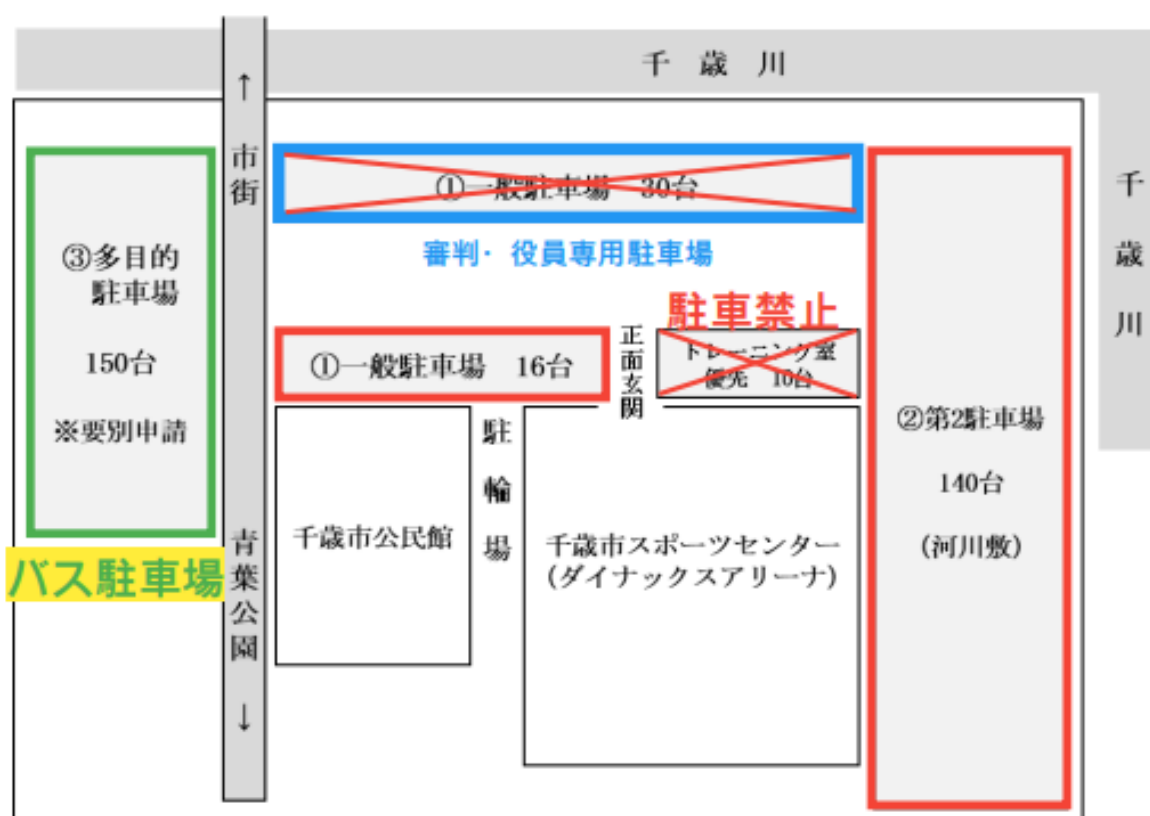 千歳川
↑
市街
①一般駐車場 30台
審判・役員専用駐車場
千歳川
③多目的
駐車場
150台
※要別申請
バス駐車場
①一般駐車場 16台
正面玄関
駐車禁止
トレーニング室
優先 10台
②第2駐車場
140台
(河川敷)
千歳市公民館
駐輪場
千歳市スポーツセンター
(ダイナックスアリーナ)
青葉公園
↓